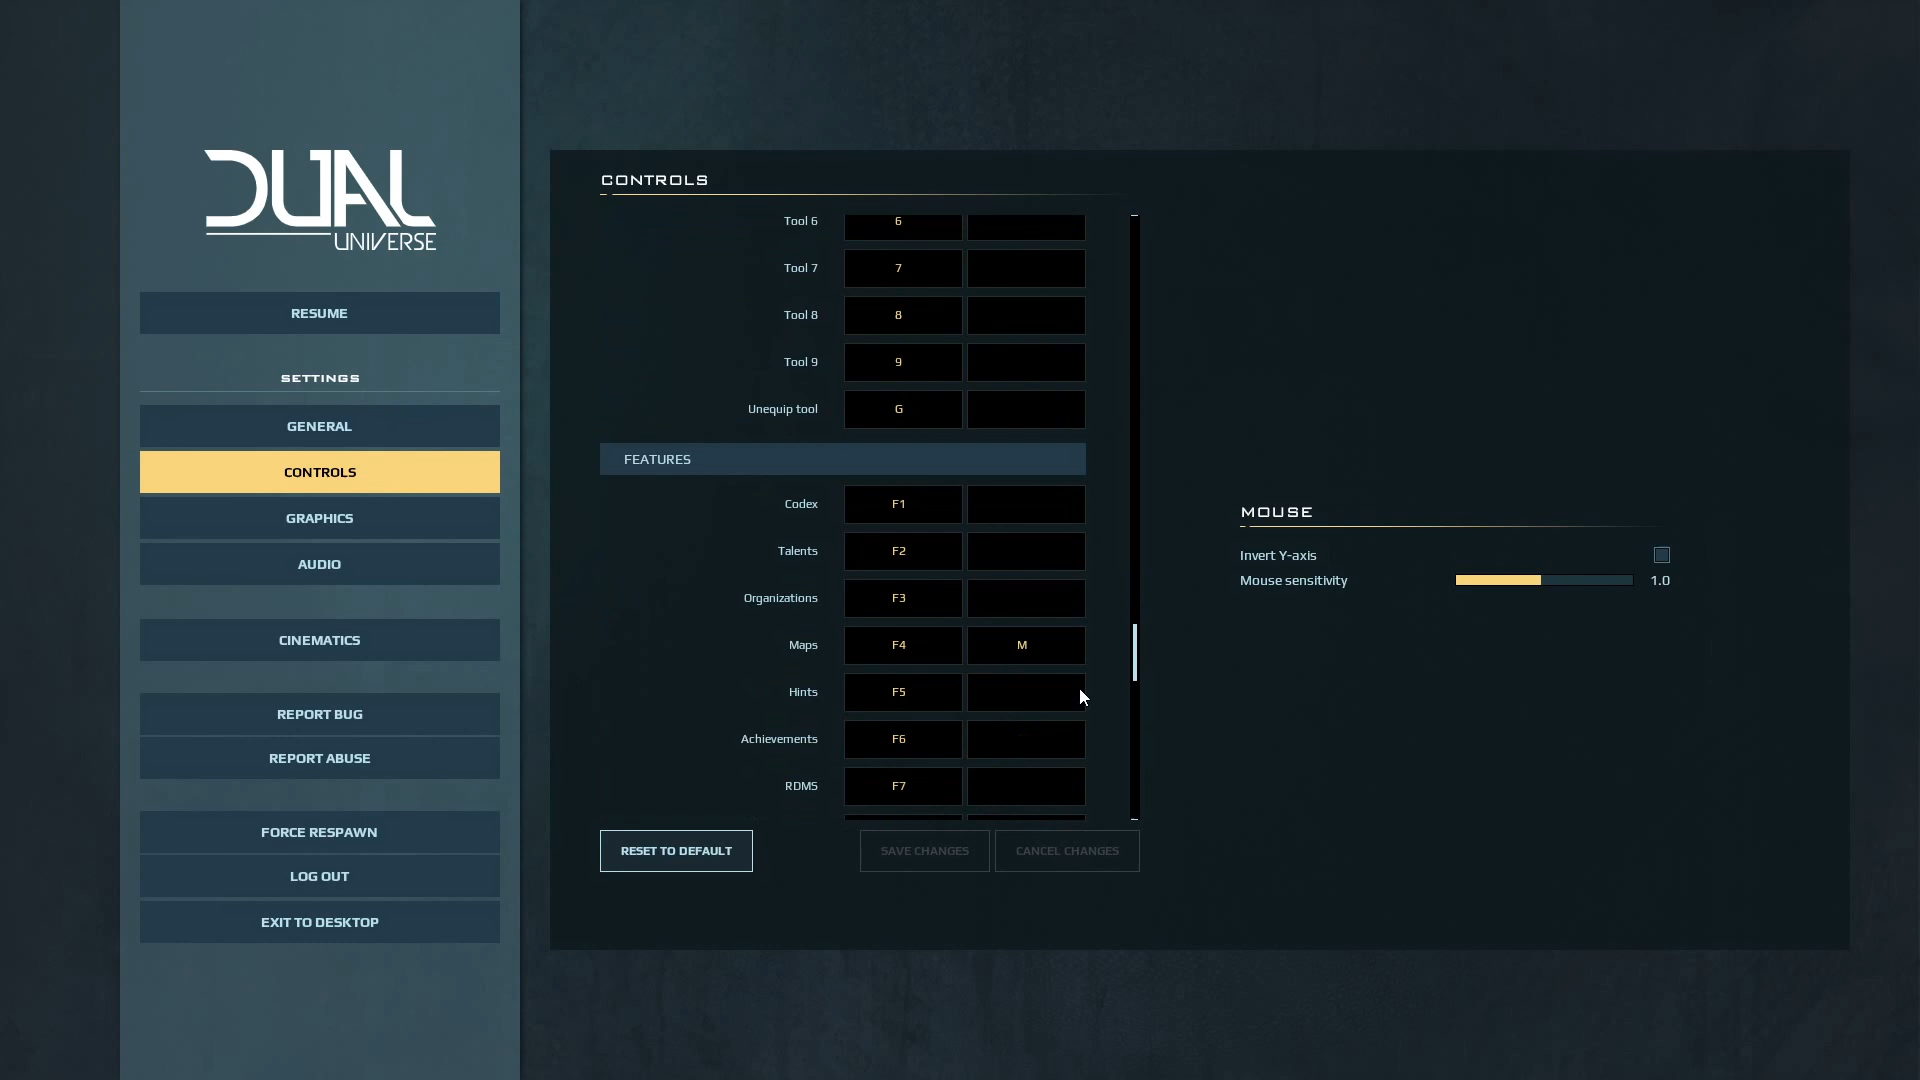 DUAL
UNIVERSE
RESUME
SETTINGS
GENERAL
CONTROLS
GRAPHICS
AUDIO
CINEMATICS
REPORT BUG
REPORT ABUSE
FORCE RESPAWN
LOG OUT
EXIT TO DESKTOP
CONTROLS
Tool 6 6
Tool 7 7
Tool 8 8
Tool 9 9
Unequip tool G
FEATURES
Codex F1
Talents F2
Organizations F3
Maps F4 M
Hints F5
Achievements F6
RDMS F7
RESET TO DEFAULT SAVE CHANGES CANCEL CHANGES
MOUSE
Invert Y-axis
Mouse sensitivity 1.0